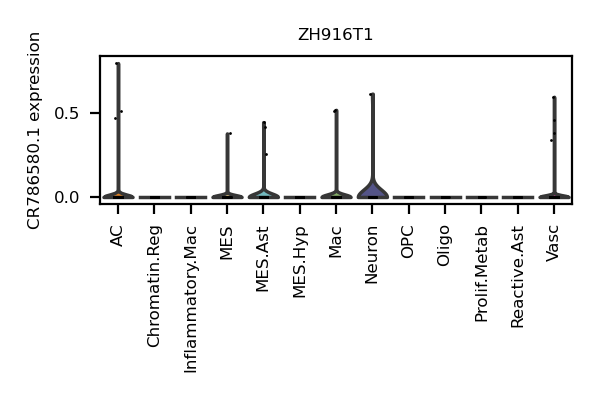 ZH916T1
CR786580.1 expression
0.5
0.0
AC
Chromatin.Reg
Inflammatory.Mac
MES
MES.Ast
MES.Hyp
Mac
Neuron
OPC
Oligo
Prolif.Metab
Reactive.Ast
Vasc